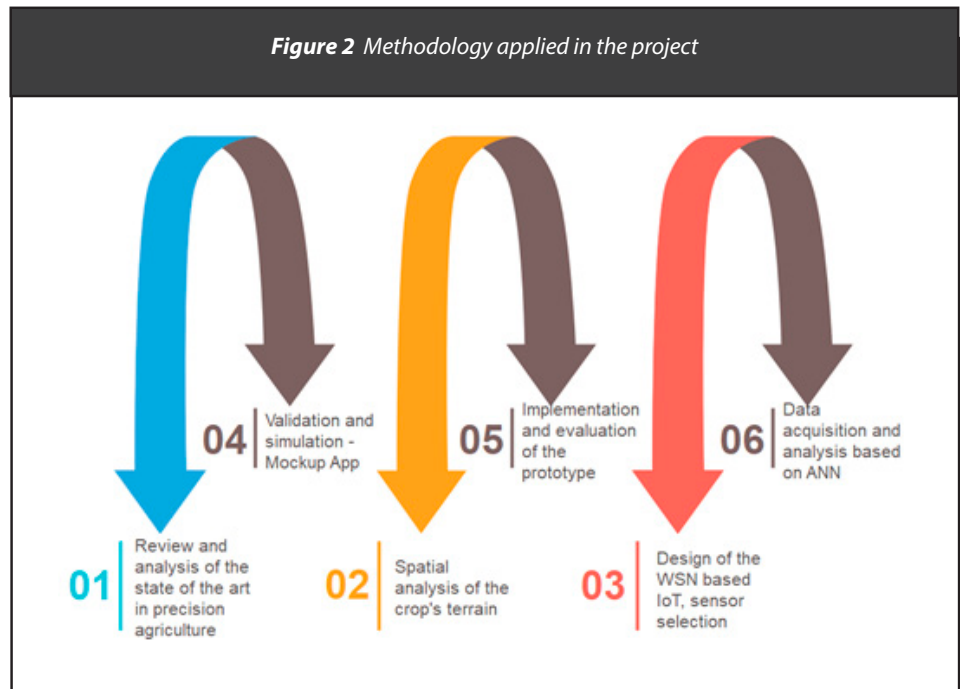 Figure 2 Methodology applied in the project
04
Validation and
simulation -
Mockup App
05
Implementation
and evaluation
of the
prototype
06
Data
acquisition and
analysis based
on ANN
01
Review and
analysis of the
state of the art
in precision
agriculture
02
Spatial
analysis of the
crop's terrain
03
Design of the
WSN based
IoT, sensor
selection